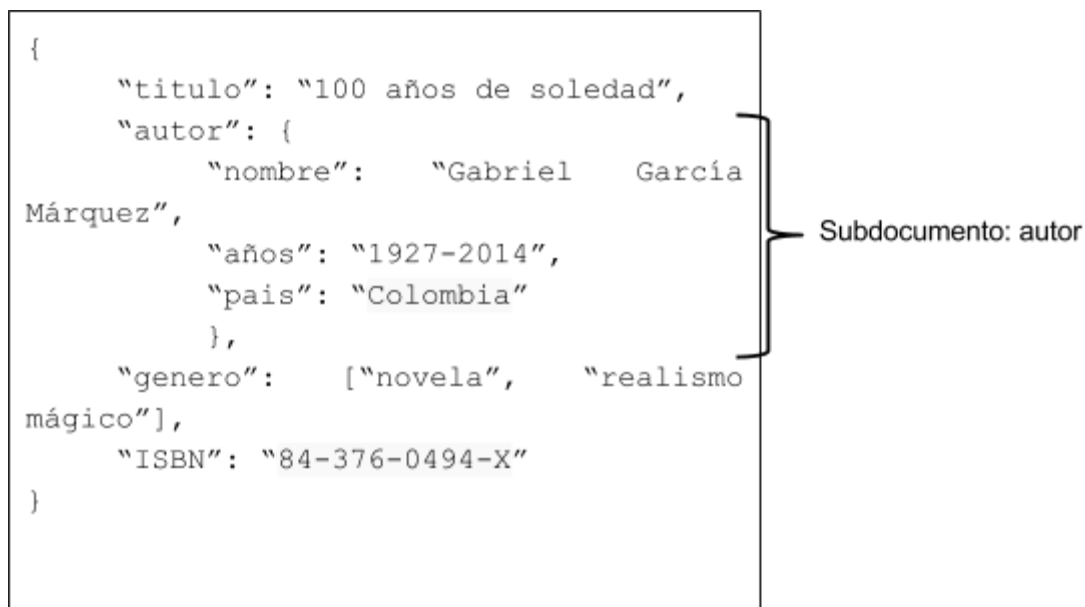 {
“titulo”: “100 años de soledad”,
“autor”: {
“nombre”: “Gabriel García
Márquez”,
“años”: “1927-2014”,
“pais”: “Colombia”
},
“genero”: [“novela”, “realismo
mágico”],
“ISBN”: “84-376-0494-X”
}
Subdocumento: autor